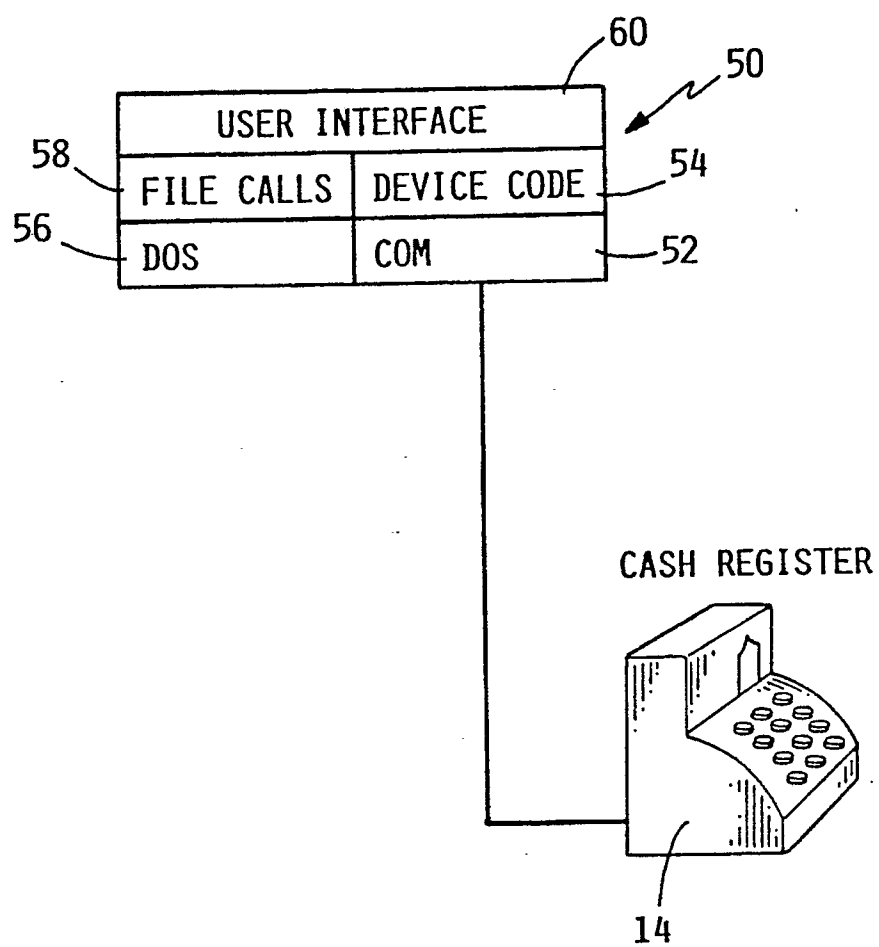 60
50
USER INTERFACE
58
FILE CALLS
DEVICE CODE
54
56
DOS
COM
52
CASH REGISTER
14